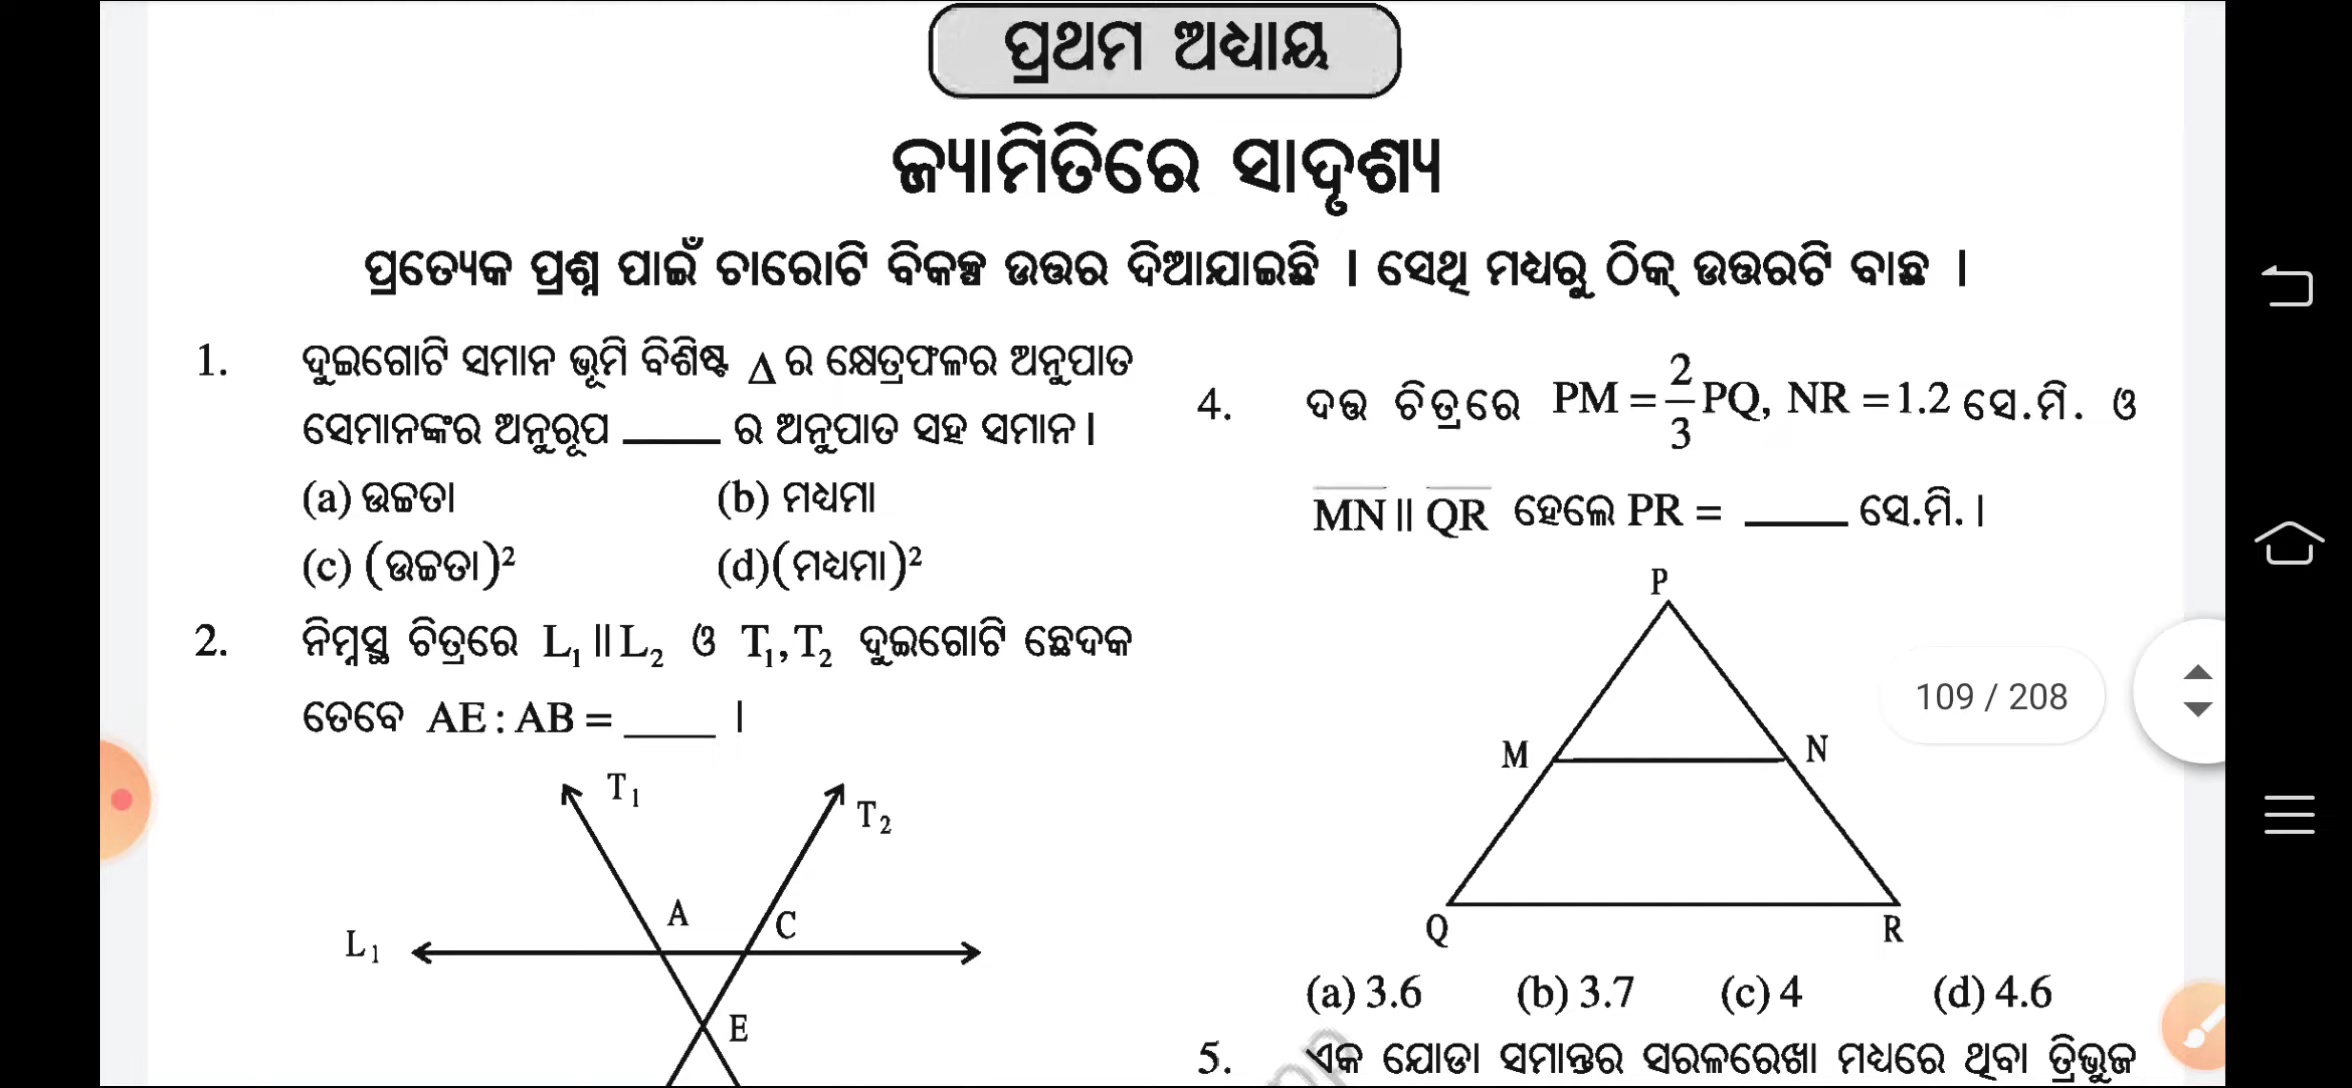 ପ୍ରଥମ ଅଧ୍ୟାୟ
ଜ୍ୟାମିତିରେ ସାଦୃଶ୍ୟ
ପ୍ରତ୍ୟେକ ପ୍ରଶ୍ନ ପାଇଁ ଚାରୋଟି ବିକଳ୍ପ ଉତ୍ତର ଦିଆଯାଇଛି । ସେଥି ମଧ୍ୟରୁ ଠିକ୍ ଉତ୍ତରଟି ବାଛ ।
1. ଦୁଇଗୋଟି ସମାନ ଭୂମି ବିଶିଷ୍ଟ Δ ର କ୍ଷେତ୍ରଫଳର ଅନୁପାତ
ସେମାନଙ୍କର ଅନୁରୂପ ____ ର ଅନୁପାତ ସହ ସମାନ।
(a) ଉଚ୍ଚତା (b) ମଧ୍ୟମା
(c) (ଉଚ୍ଚତା)² (d)(ମଧ୍ୟମା)²
2. ନିମ୍ନସ୍ଥ ଚିତ୍ରରେ L₁ || L₂ ଓ T₁, T₂ ଦୁଇଗୋଟି ଛେଦକ
ତେବେ AE : AB = ____ ।
T₁
T₂
A
C
L₁
E
4. ଦତ୍ତ ଚିତ୍ରରେ PM = 2/3 PQ, NR = 1.2 ସେ.ମି. ଓ
M̅N̅ || Q̅R̅ ହେଲେ PR = ____ ସେ.ମି. ।
P
M
N
Q
R
(a) 3.6 (b) 3.7 (c) 4 (d) 4.6
5. ଏକ ଯୋଡା ସମାନ୍ତର ସରଳରେଖା ମଧ୍ୟରେ ଥିବା ତ୍ରିଭୁଜ
109 / 208